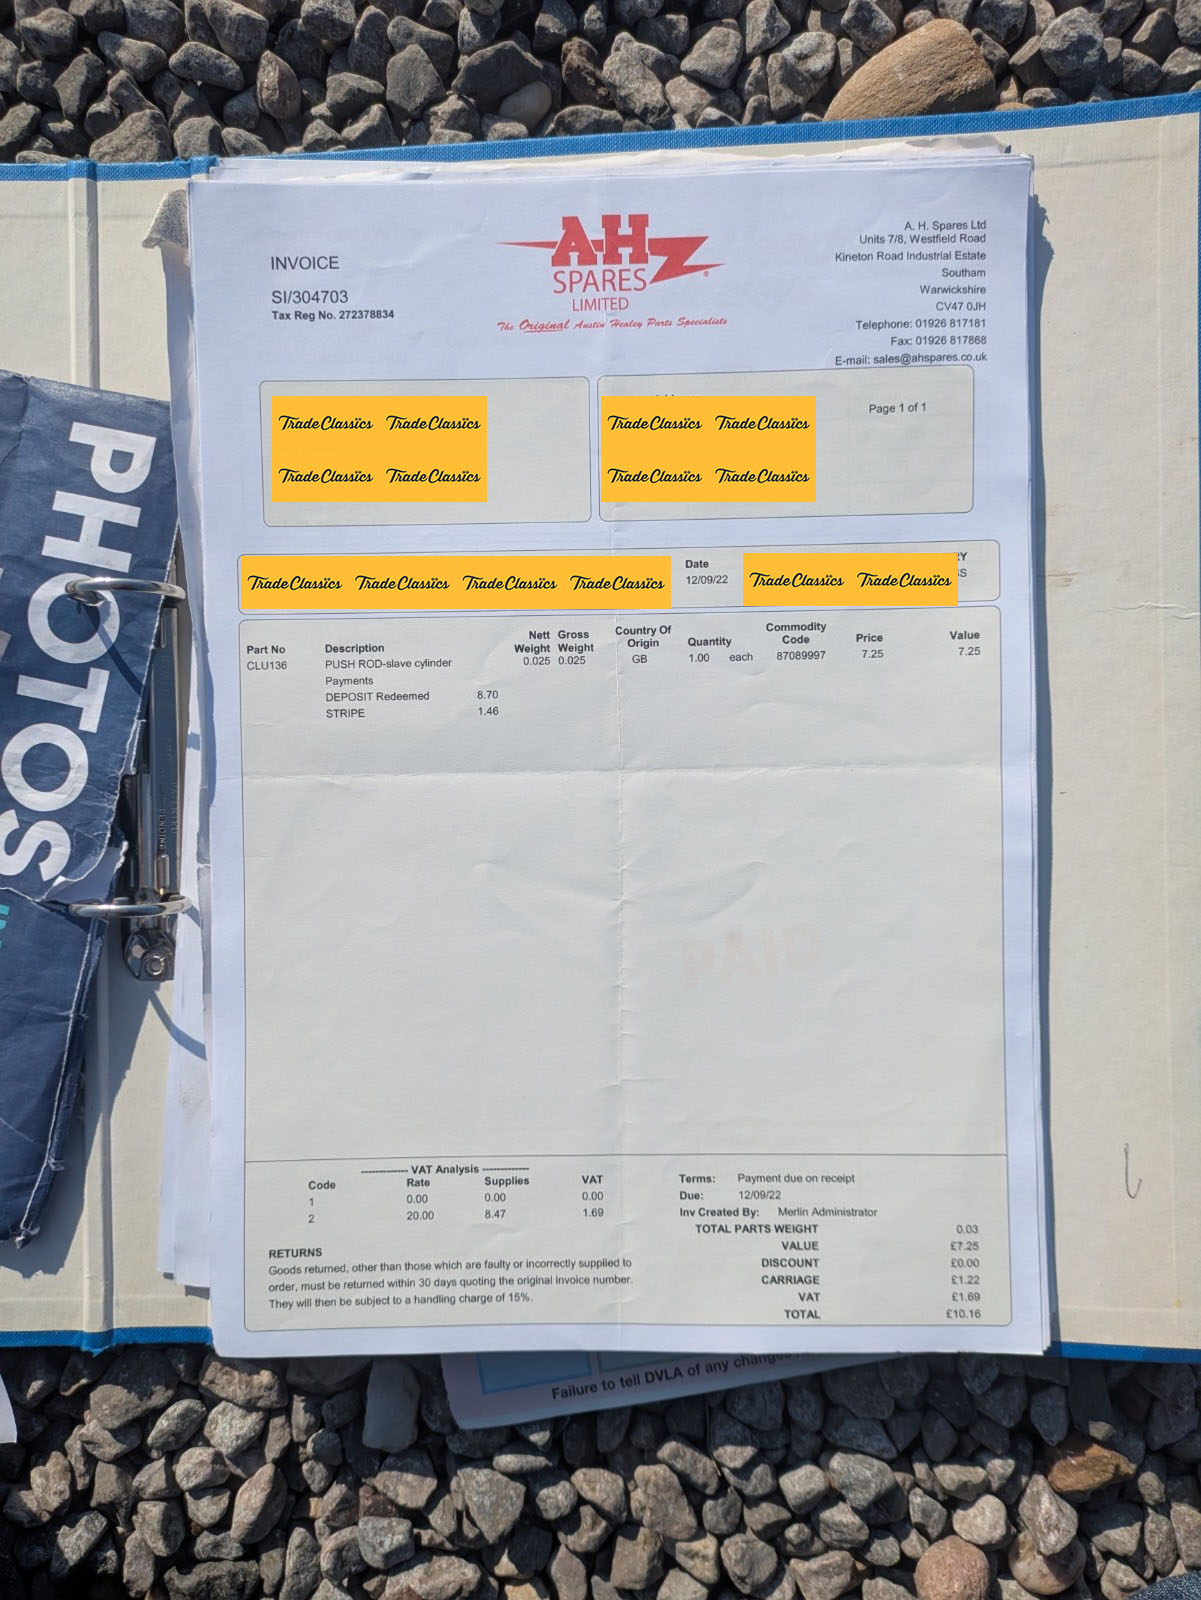 INVOICE
SI/304703
Tax Reg No. 272378834
A-H
SPARES
LIMITED
The Original Austin Healey Parts Specialists
A. H. Spares Ltd
Units 7/8, Westfield Road
Kineton Road Industrial Estate
Southam
Warwickshire
CV47 0JH
Telephone: 01926 817181
Fax: 01926 817868
E-mail: sales@ahspares.co.uk
Trade Classics Trade Classics
Trade Classics Trade Classics
Trade Classics Trade Classics
Trade Classics Trade Classics
Page 1 of 1
Trade Classics Trade Classics Trade Classics Trade Classics
Date
12/09/22
Trade Classics Trade Classics
Part No Description Nett Weight Gross Weight Country Of Origin Quantity Commodity Code Price Value
CLU136 PUSH ROD-slave cylinder 0.025 0.025 GB 1.00 each 87089997 7.25 7.25
Payments
DEPOSIT Redeemed 8.70
STRIPE 1.46
------------ VAT Analysis ------------
Code Rate Supplies VAT
1 0.00 0.00 0.00
2 20.00 8.47 1.69
RETURNS
Goods returned, other than those which are faulty or incorrectly supplied to
order, must be returned within 30 days quoting the original invoice number.
They will then be subject to a handling charge of 15%.
Terms: Payment due on receipt
Due: 12/09/22
Inv Created By: Merlin Administrator
TOTAL PARTS WEIGHT 0.03
VALUE £7.25
DISCOUNT £0.00
CARRIAGE £1.22
VAT £1.69
TOTAL £10.16
PHOTOS
Failure to tell DVLA of any changes